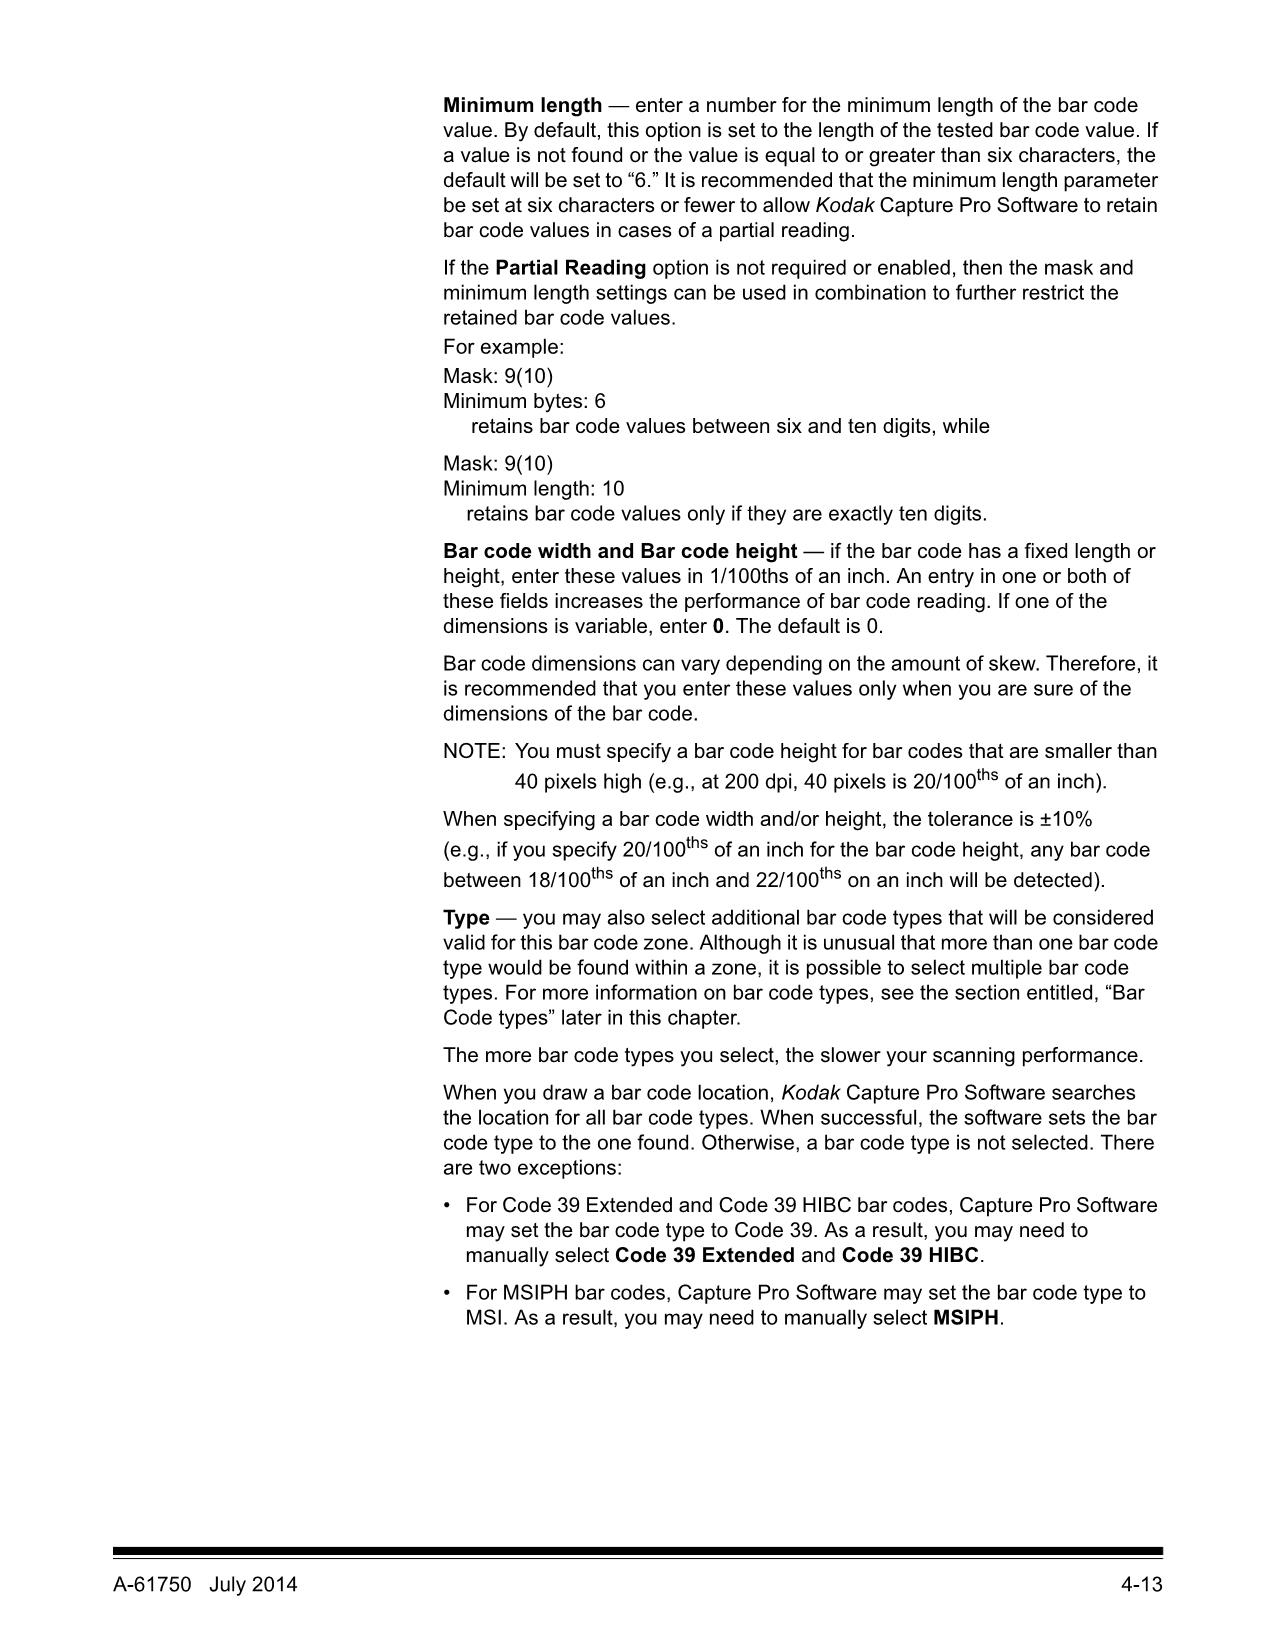 Minimum length — enter a number for the minimum length of the bar code
value. By default, this option is set to the length of the tested bar code value. If
a value is not found or the value is equal to or greater than six characters, the
default will be set to “6.” It is recommended that the minimum length parameter
be set at six characters or fewer to allow Kodak Capture Pro Software to retain
bar code values in cases of a partial reading.
If the Partial Reading option is not required or enabled, then the mask and
minimum length settings can be used in combination to further restrict the
retained bar code values.
For example:
Mask: 9(10)
Minimum bytes: 6
retains bar code values between six and ten digits, while
Mask: 9(10)
Minimum length: 10
retains bar code values only if they are exactly ten digits.
Bar code width and Bar code height — if the bar code has a fixed length or
height, enter these values in 1/100ths of an inch. An entry in one or both of
these fields increases the performance of bar code reading. If one of the
dimensions is variable, enter 0. The default is 0.
Bar code dimensions can vary depending on the amount of skew. Therefore, it
is recommended that you enter these values only when you are sure of the
dimensions of the bar code.
NOTE: You must specify a bar code height for bar codes that are smaller than
40 pixels high (e.g., at 200 dpi, 40 pixels is 20/100ths of an inch).
When specifying a bar code width and/or height, the tolerance is ±10%
(e.g., if you specify 20/100ths of an inch for the bar code height, any bar code
between 18/100ths of an inch and 22/100ths on an inch will be detected).
Type — you may also select additional bar code types that will be considered
valid for this bar code zone. Although it is unusual that more than one bar code
type would be found within a zone, it is possible to select multiple bar code
types. For more information on bar code types, see the section entitled, “Bar
Code types” later in this chapter.
The more bar code types you select, the slower your scanning performance.
When you draw a bar code location, Kodak Capture Pro Software searches
the location for all bar code types. When successful, the software sets the bar
code type to the one found. Otherwise, a bar code type is not selected. There
are two exceptions:
• For Code 39 Extended and Code 39 HIBC bar codes, Capture Pro Software
may set the bar code type to Code 39. As a result, you may need to
manually select Code 39 Extended and Code 39 HIBC.
• For MSIPH bar codes, Capture Pro Software may set the bar code type to
MSI. As a result, you may need to manually select MSIPH.
A-61750 July 2014 4-13